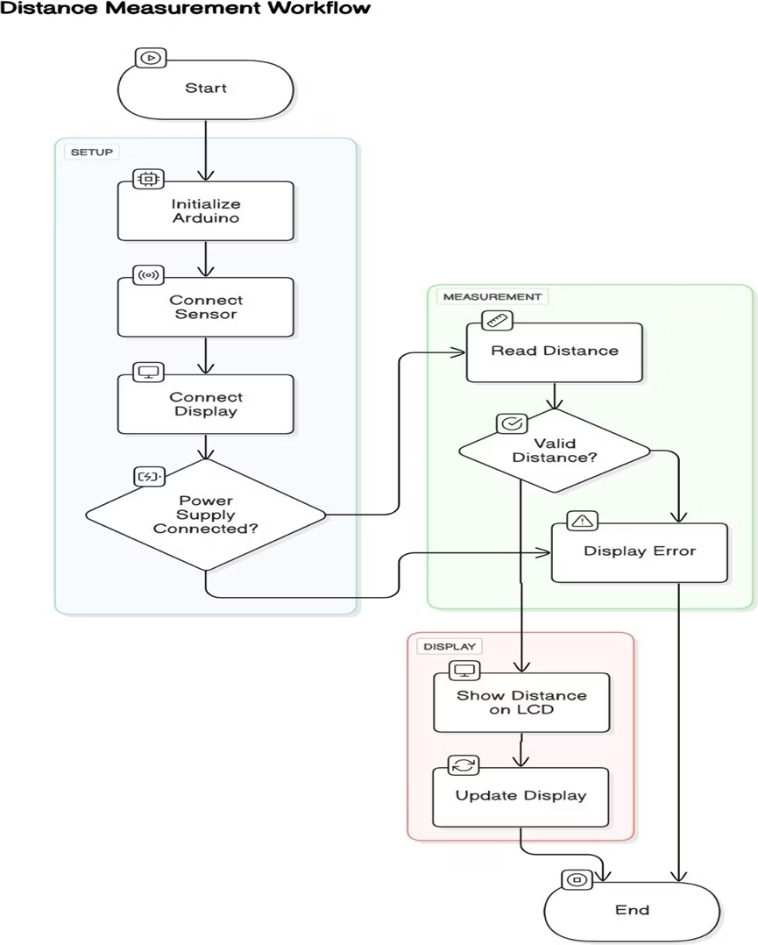 Distance Measurement Workflow
Start
SETUP
Initialize
Arduino
Connect
Sensor
Connect
Display
Power
Supply
Connected?
MEASUREMENT
Read Distance
Valid
Distance?
Display Error
DISPLAY
Show Distance
on LCD
Update Display
End